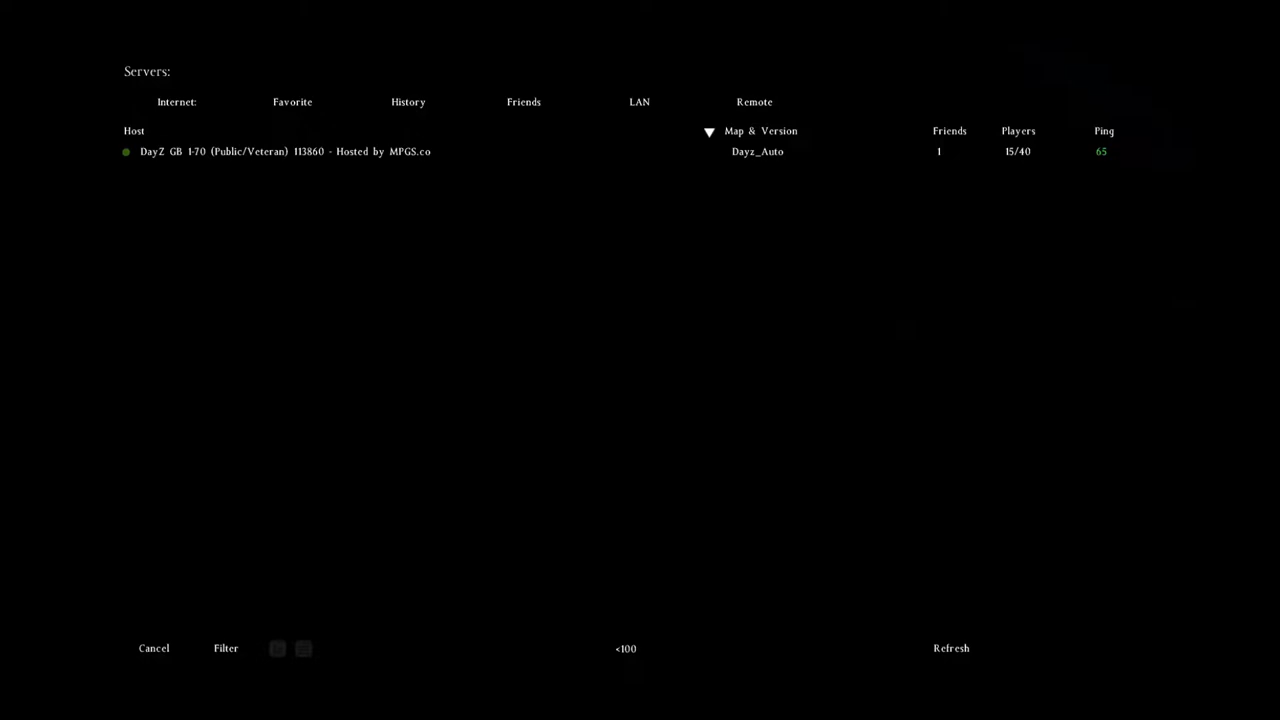 Servers:
Internet: Favorite History Friends LAN Remote
Host Map & Version Friends Players Ping
DayZ GB 1-70 (Public/Veteran) 113860 - Hosted by MPGS.co Dayz_Auto 1 15/40 65
Cancel Filter <100 Refresh